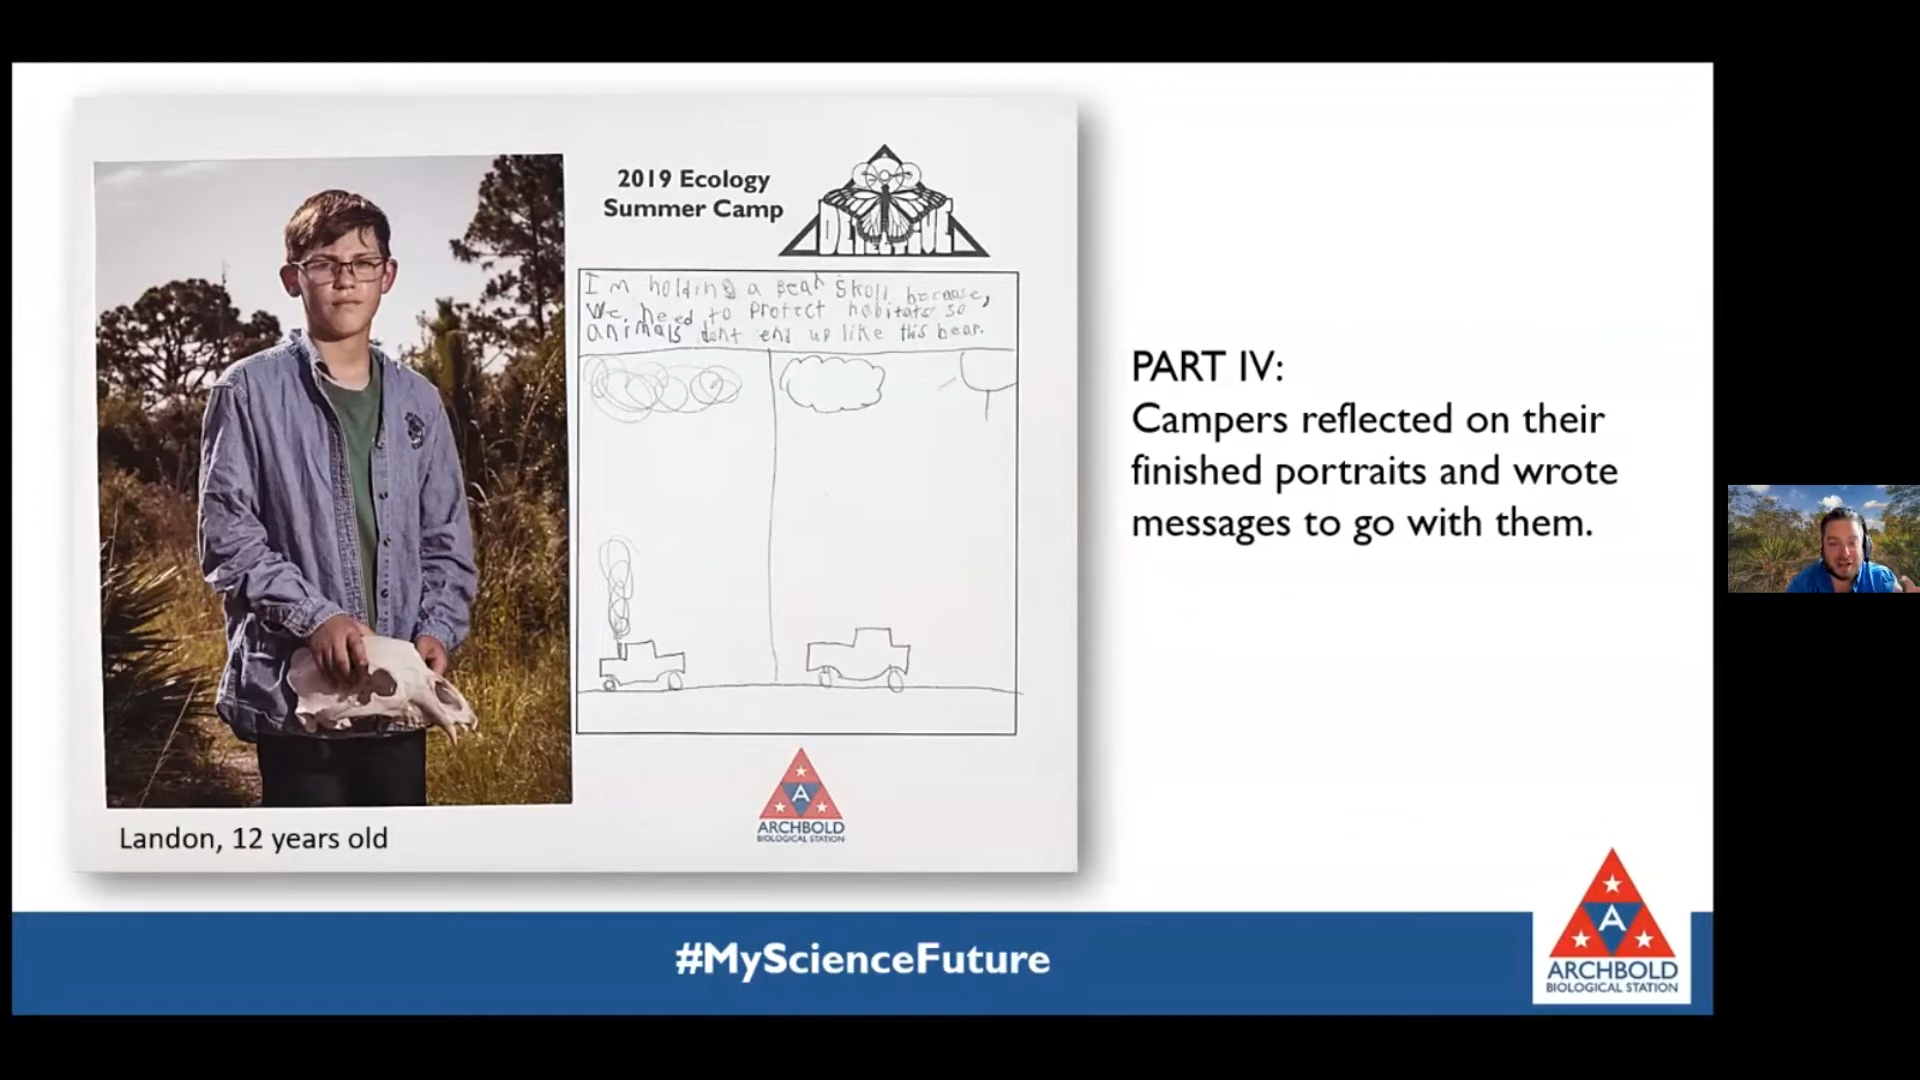 2019 Ecology
Summer Camp
I'm holding a bear skoll because,
We need to protect habitats so
animals dont end up like this bear.
ARCHBOLD
BIOLOGICAL STATION
Landon, 12 years old
PART IV:
Campers reflected on their
finished portraits and wrote
messages to go with them.
#MyScienceFuture
A
ARCHBOLD
BIOLOGICAL STATION